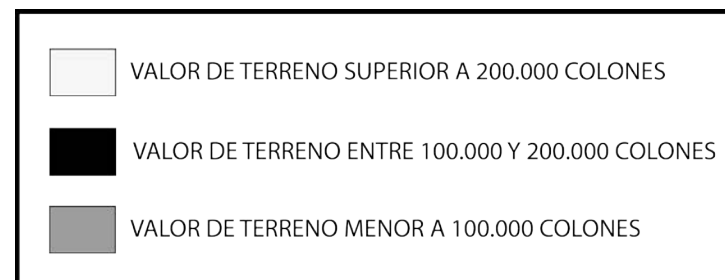 VALOR DE TERRENO SUPERIOR A 200.000 COLONES
VALOR DE TERRENO ENTRE 100.000 Y 200.000 COLONES
VALOR DE TERRENO MENOR A 100.000 COLONES